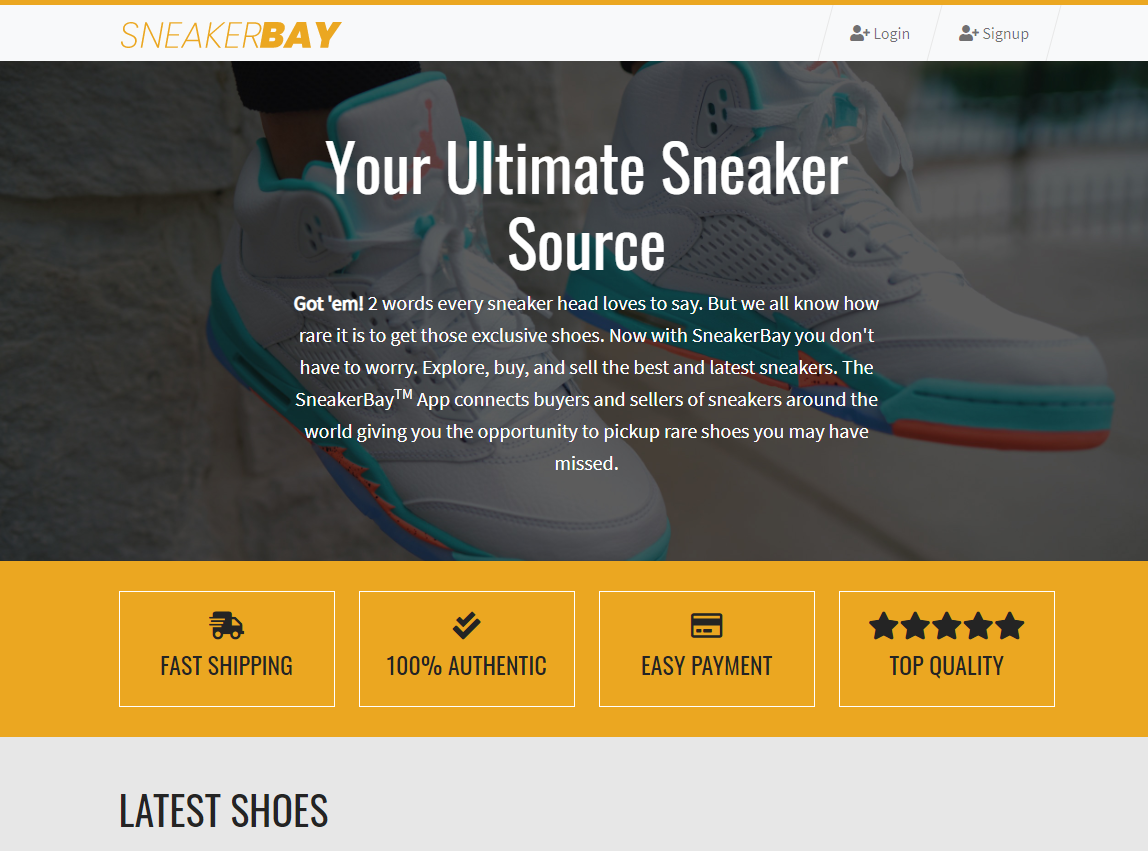 SNEAKERBAY
Login
Signup
Your Ultimate Sneaker
Source
Got 'em! 2 words every sneaker head loves to say. But we all know how
rare it is to get those exclusive shoes. Now with SneakerBay you don't
have to worry. Explore, buy, and sell the best and latest sneakers. The
SneakerBay™ App connects buyers and sellers of sneakers around the
world giving you the opportunity to pickup rare shoes you may have
missed.
FAST SHIPPING
100% AUTHENTIC
EASY PAYMENT
TOP QUALITY
LATEST SHOES